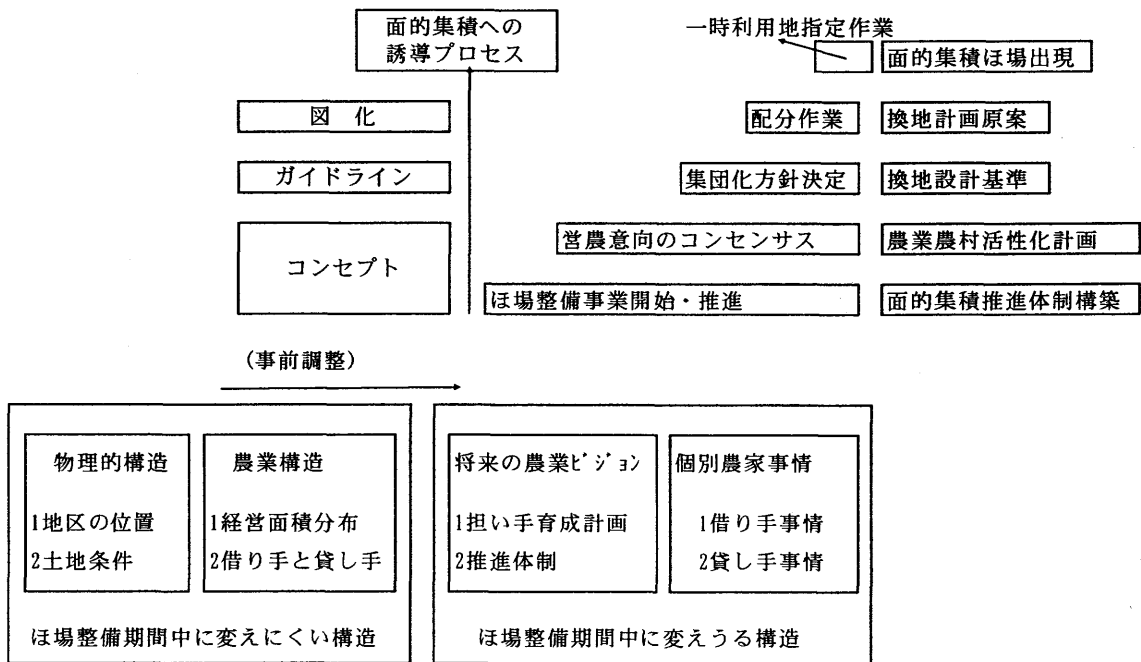 面的集積への
誘導プロセス
一時利用地指定作業
面的集積ほ場出現
図 化
配分作業
換地計画原案
ガイドライン
集団化方針決定
換地設計基準
コンセプト
営農意向のコンセンサス
農業農村活性化計画
ほ場整備事業開始・推進
面的集積推進体制構築
(事前調整)
物理的構造
1地区の位置
2土地条件
農業構造
1経営面積分布
2借り手と貸し手
ほ場整備期間中に変えにくい構造
将来の農業ビジョン
1担い手育成計画
2推進体制
個別農家事情
1借り手事情
2貸し手事情
ほ場整備期間中に変えうる構造